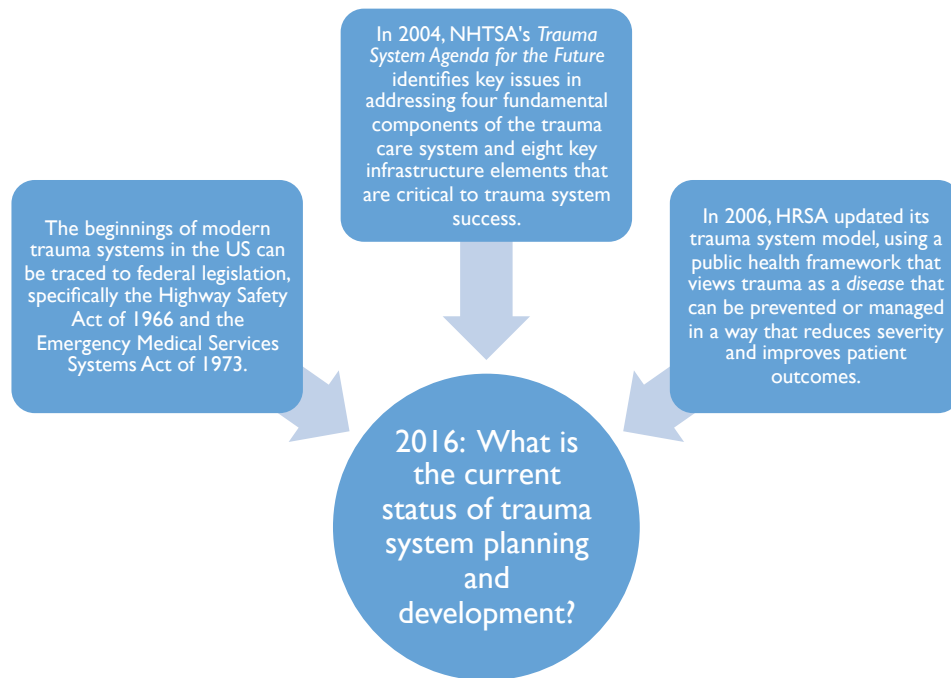 The beginnings of modern
trauma systems in the US can
be traced to federal legislation,
specifically the Highway Safety
Act of 1966 and the
Emergency Medical Services
Systems Act of 1973.
In 2004, NHTSA's Trauma
System Agenda for the Future
identifies key issues in
addressing four fundamental
components of the trauma
care system and eight key
infrastructure elements that
are critical to trauma system
success.
In 2006, HRSA updated its
trauma system model, using a
public health framework that
views trauma as a disease that
can be prevented or managed
in a way that reduces severity
and improves patient
outcomes.
2016: What is
the current
status of trauma
system planning
and
development?